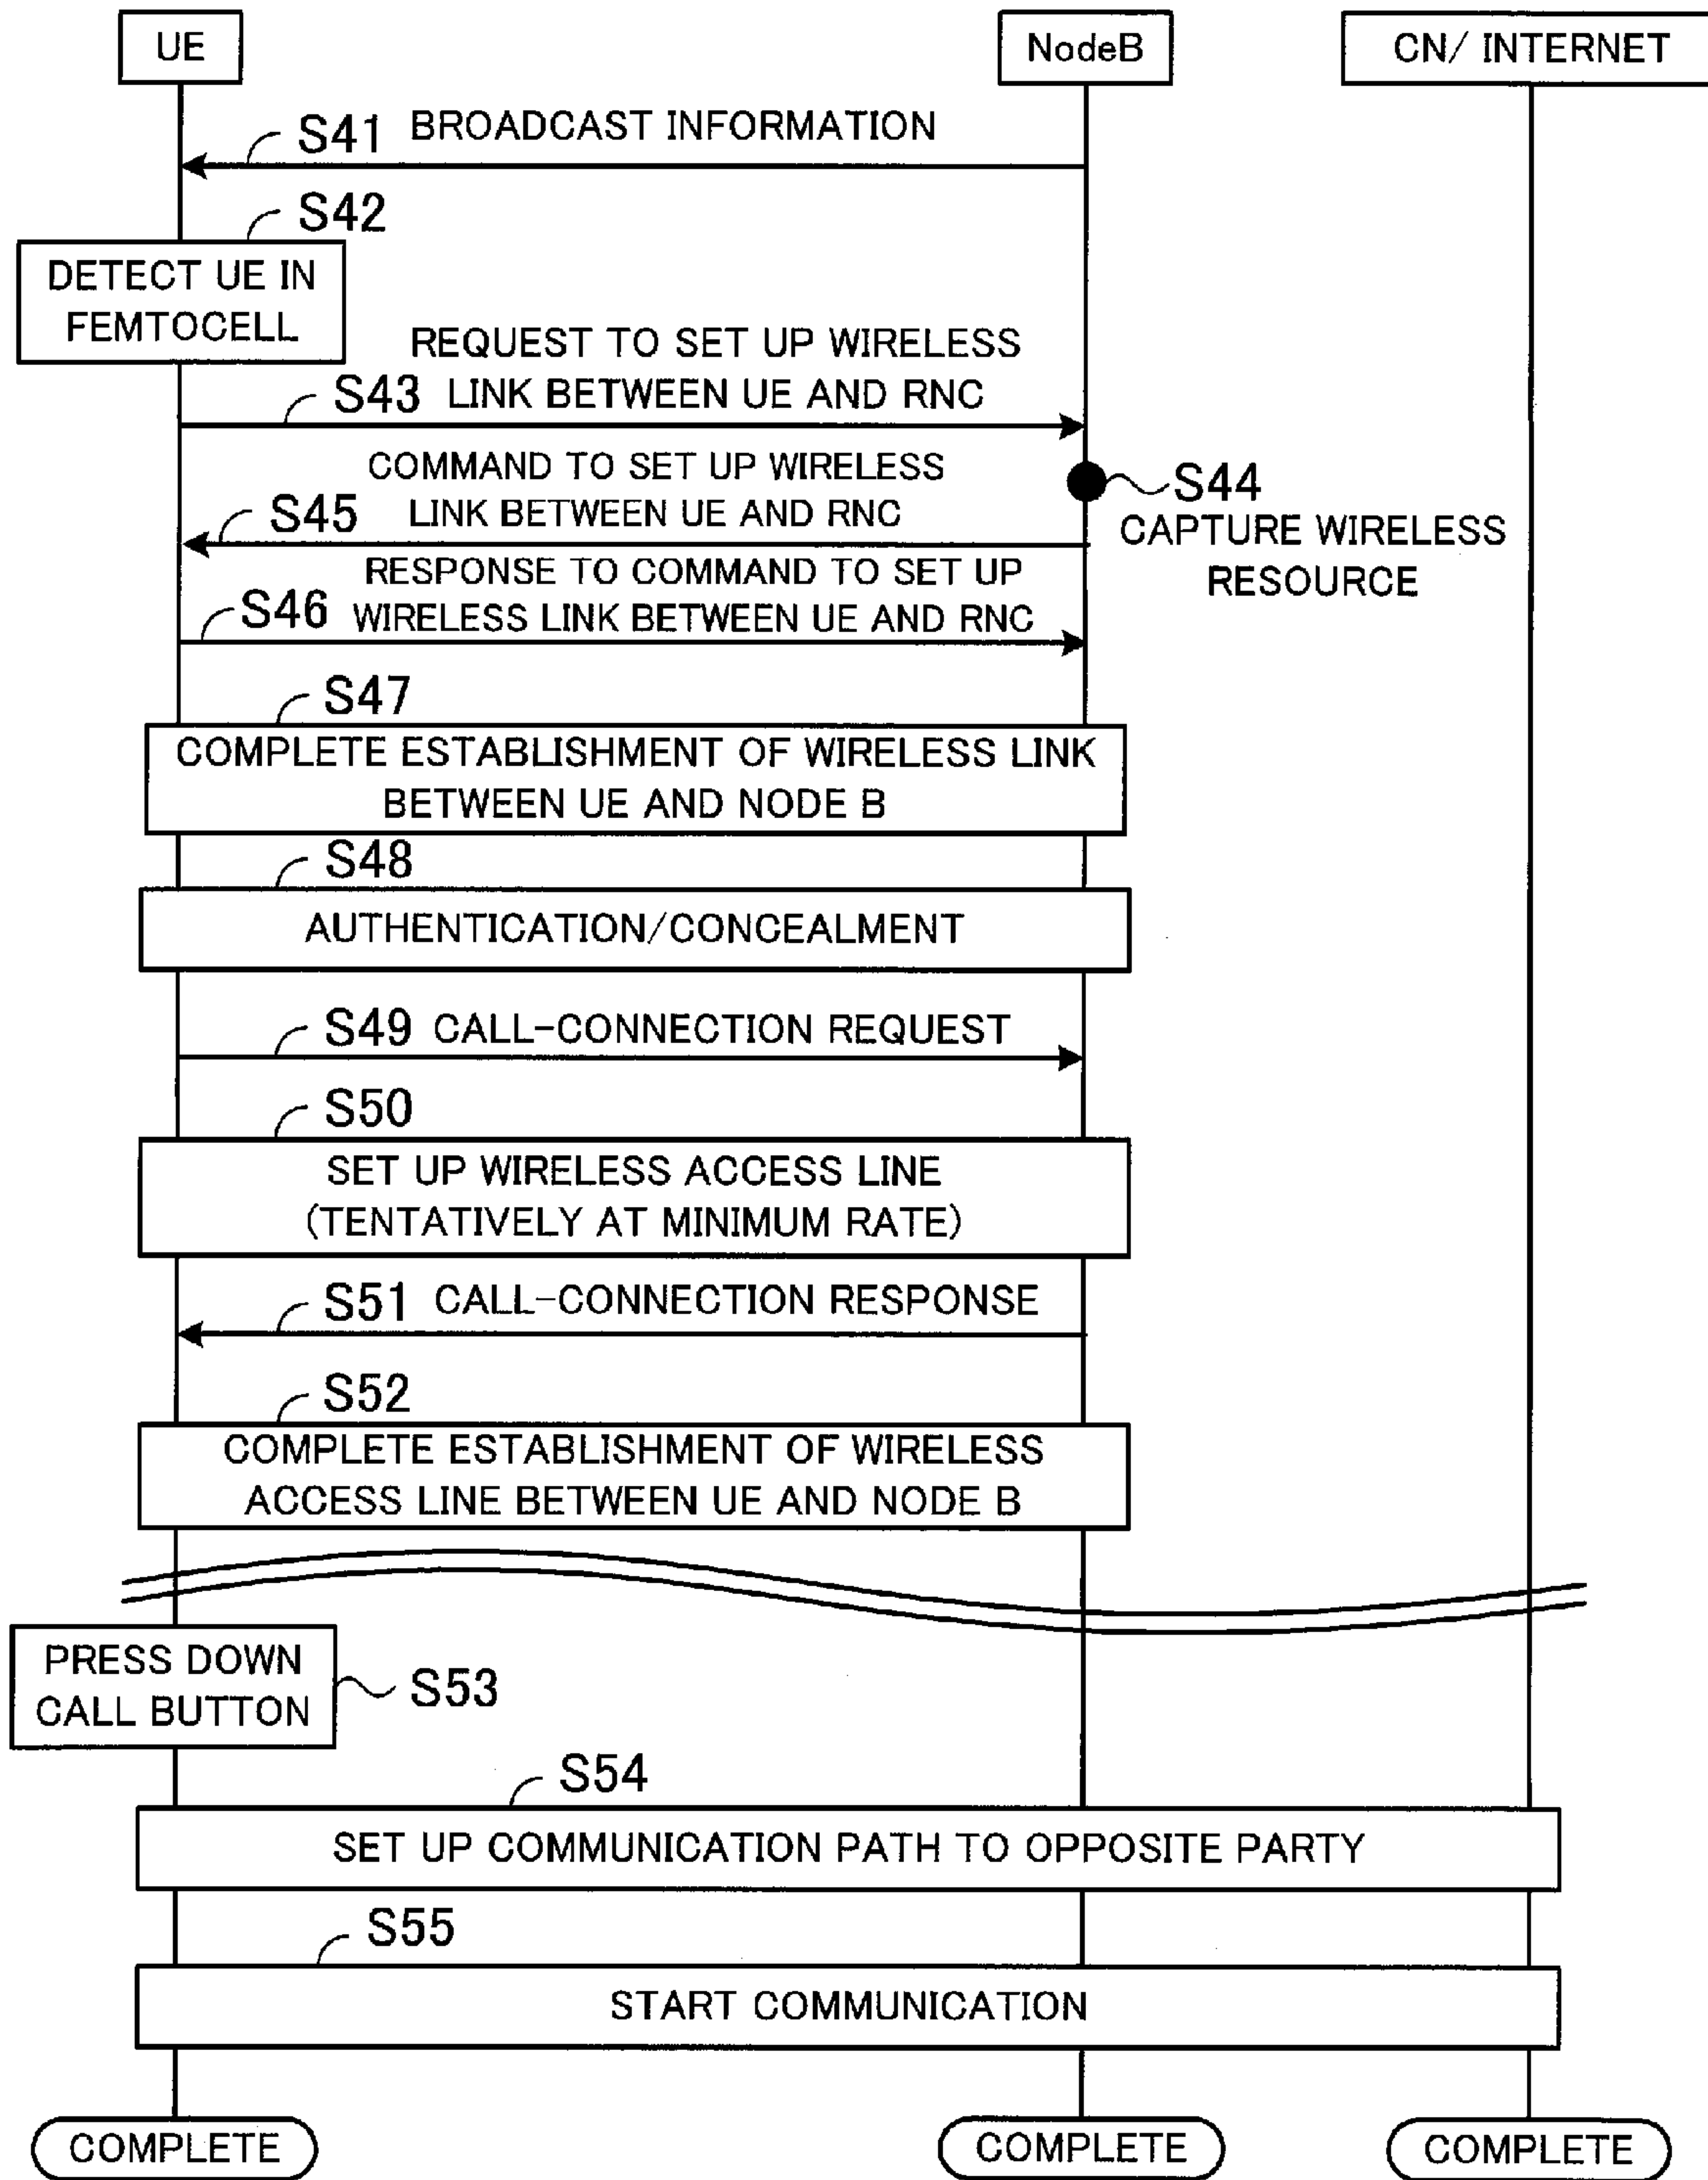 UE
NodeB
CN/ INTERNET
S41 BROADCAST INFORMATION
S42
DETECT UE IN
FEMTOCELL
REQUEST TO SET UP WIRELESS
S43 LINK BETWEEN UE AND RNC
COMMAND TO SET UP WIRELESS
S44
S45 LINK BETWEEN UE AND RNC
CAPTURE WIRELESS
RESOURCE
RESPONSE TO COMMAND TO SET UP
S46 WIRELESS LINK BETWEEN UE AND RNC
S47
COMPLETE ESTABLISHMENT OF WIRELESS LINK
BETWEEN UE AND NODE B
S48
AUTHENTICATION/CONCEALMENT
S49 CALL-CONNECTION REQUEST
S50
SET UP WIRELESS ACCESS LINE
(TENTATIVELY AT MINIMUM RATE)
S51 CALL-CONNECTION RESPONSE
S52
COMPLETE ESTABLISHMENT OF WIRELESS
ACCESS LINE BETWEEN UE AND NODE B
PRESS DOWN
CALL BUTTON
S53
S54
SET UP COMMUNICATION PATH TO OPPOSITE PARTY
S55
START COMMUNICATION
COMPLETE
COMPLETE
COMPLETE